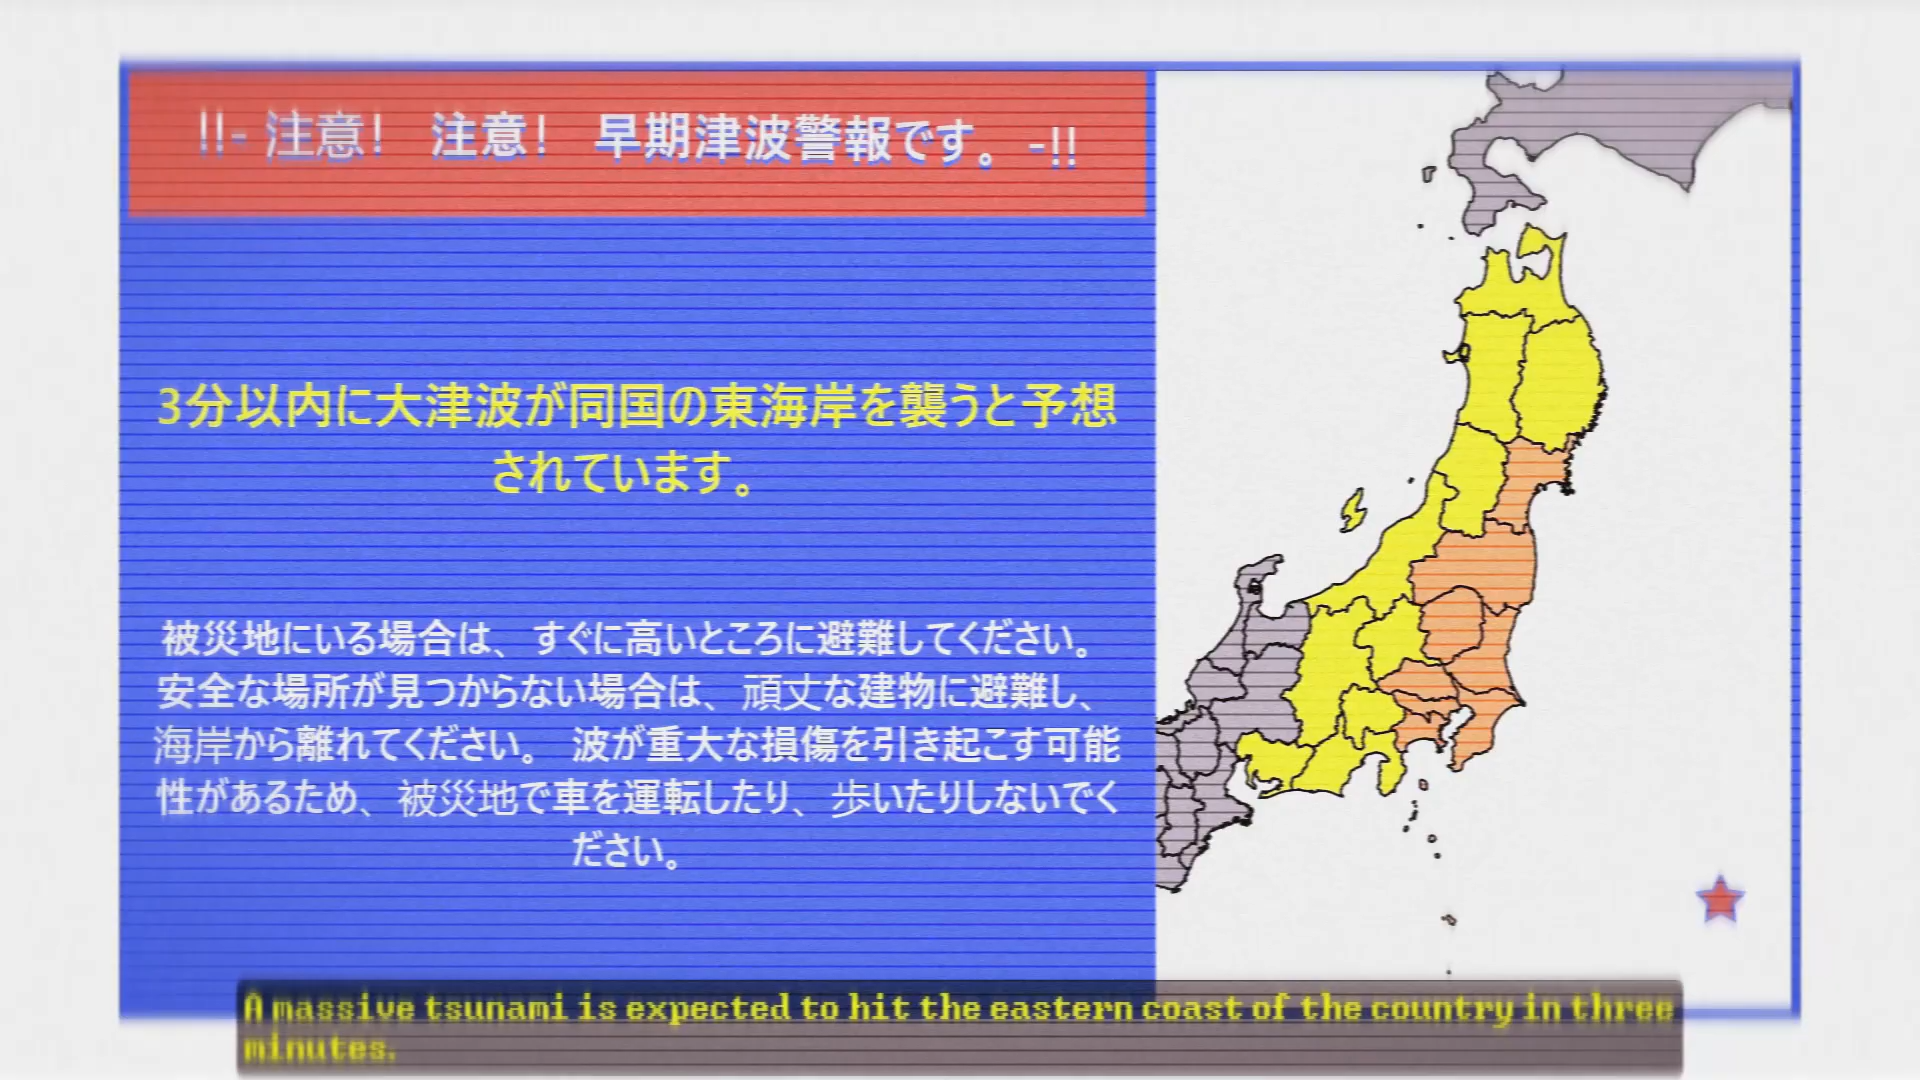 !!- 注意! 注意! 早期津波警報です。 -!!
3分以内に大津波が同国の東海岸を襲うと予想
されています。
被災地にいる場合は、すぐに高いところに避難してください。
安全な場所が見つからない場合は、頑丈な建物に避難し、
海岸から離れてください。 波が重大な損傷を引き起こす可能
性があるため、被災地で車を運転したり、歩いたりしないでく
ださい。
A massive tsunami is expected to hit the eastern coast of the country in three
minutes.